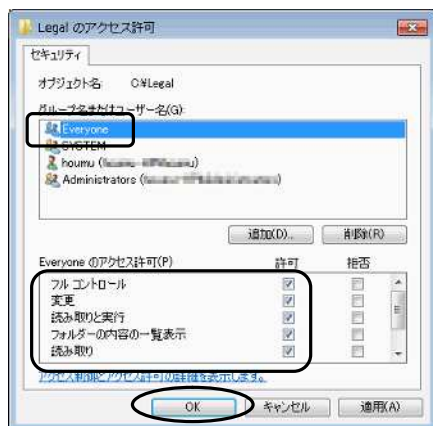 Legal のアクセス許可
セキュリティ
オブジェクト名: C:¥Legal
グループ名またはユーザー名(G):
Everyone
SYSTEM
houmu (
Administrators (
追加(D)...
削除(R)
Everyone のアクセス許可(P)
許可
拒否
フル コントロール
変更
読み取りと実行
フォルダーの内容の一覧表示
読み取り
アクセス制御とアクセス許可の詳細を表示します。
OK
キャンセル
適用(A)